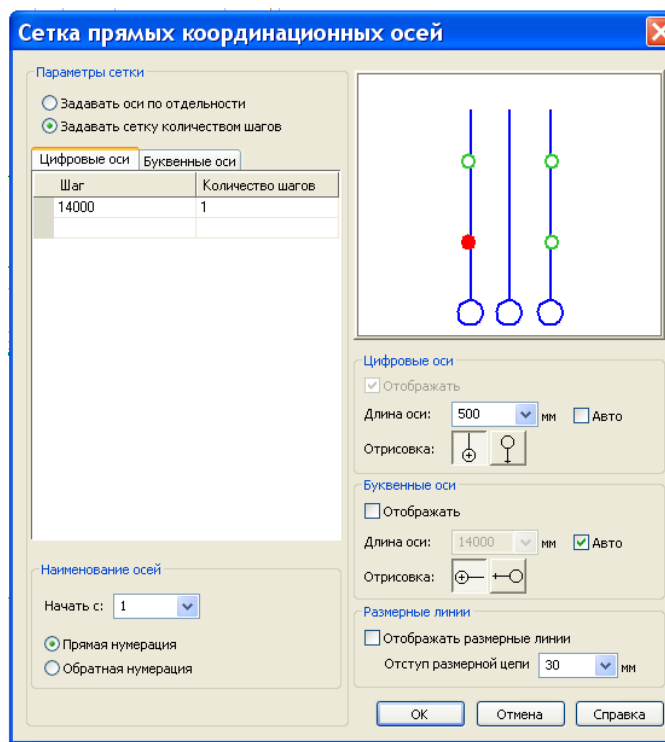 Сетка прямых координационных осей
Параметры сетки
Задавать оси по отдельности
Задавать сетку количеством шагов
Цифровые оси Буквенные оси
Шаг Количество шагов
14000 1
Наименование осей
Начать с: 1
Прямая нумерация
Обратная нумерация
Цифровые оси
Отображать
Длина оси: 500 мм Авто
Отрисовка:
Буквенные оси
Отображать
Длина оси: 14000 мм Авто
Отрисовка:
Размерные линии
Отображать размерные линии
Отступ размерной цепи 30 мм
ОК Отмена Справка